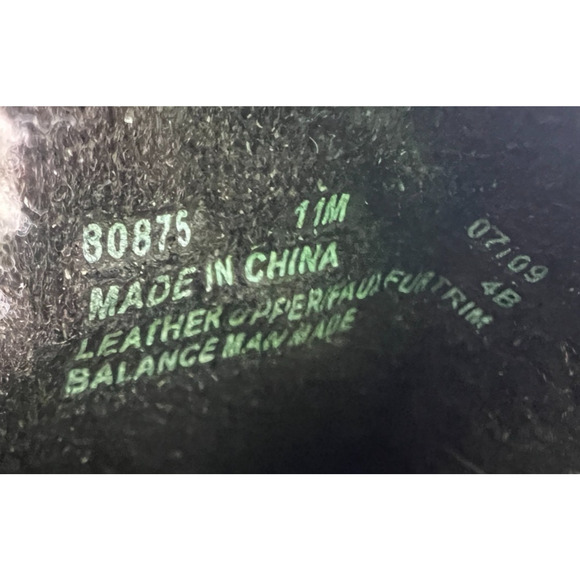 80875 11M 07/09
MADE IN CHINA 4B
LEATHER UPPER/FAUX FUR TRIM
BALANCE MAN MADE